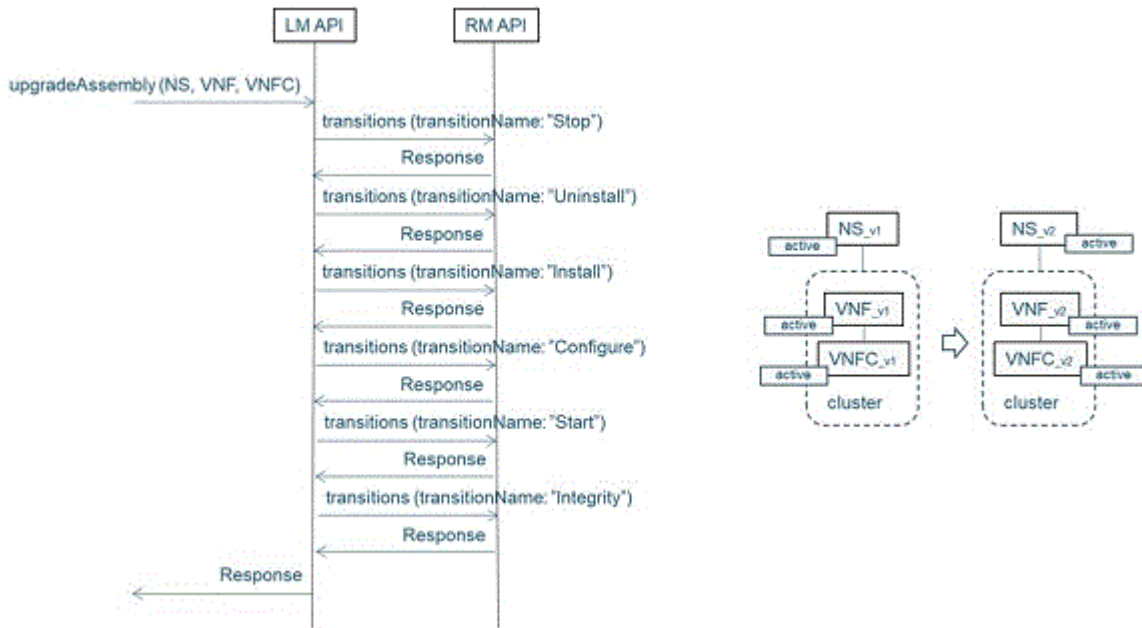 LM API
RM API
upgradeAssembly (NS, VNF, VNFC)
transitions (transitionName: "Stop")
Response
transitions (transitionName: "Uninstall")
Response
transitions (transitionName: "Install")
Response
transitions (transitionName: "Configure")
Response
transitions (transitionName: "Start")
Response
transitions (transitionName: "Integrity")
Response
Response
NS_v1
active
VNF_v1
active
VNFC_v1
active
cluster
NS_v2
active
VNF_v2
active
VNFC_v2
active
cluster